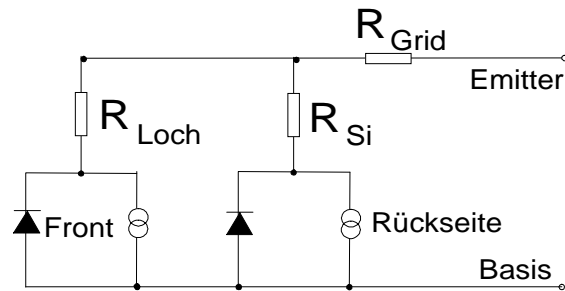 R Grid
Emitter
R Loch
R Si
Front
Rückseite
Basis